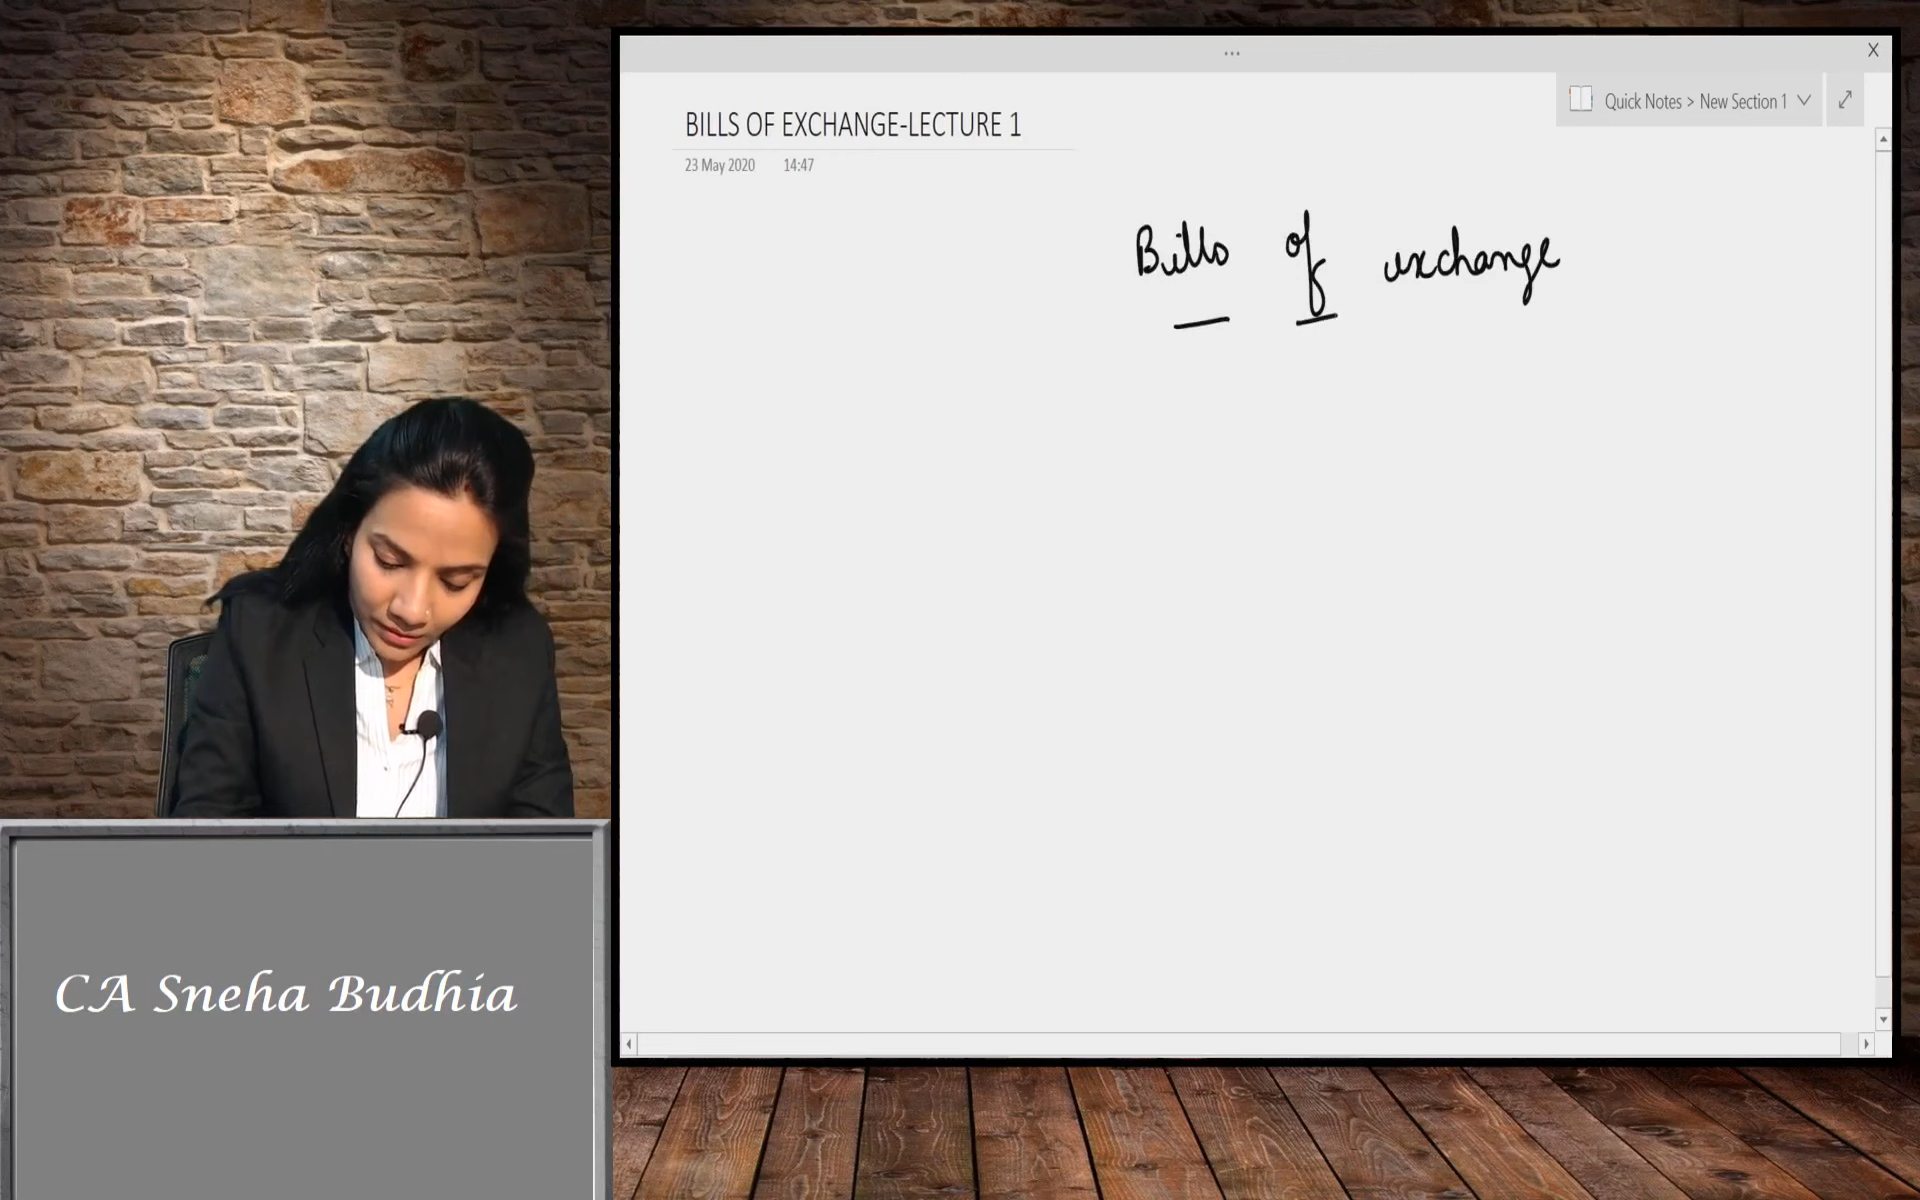 BILLS OF EXCHANGE-LECTURE 1
23 May 2020 14:47
Quick Notes > New Section 1
Bills of exchange
CA Sneha Budhia